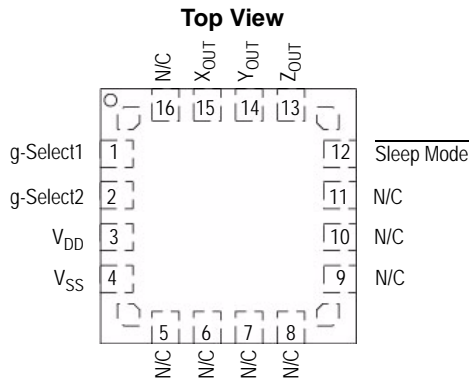 Top View
N/C
XOUT
YOUT
ZOUT
16
15
14
13
g-Select1
1
12
Sleep Mode
g-Select2
2
11
N/C
VDD
3
10
N/C
VSS
4
9
N/C
5
6
7
8
N/C
N/C
N/C
N/C